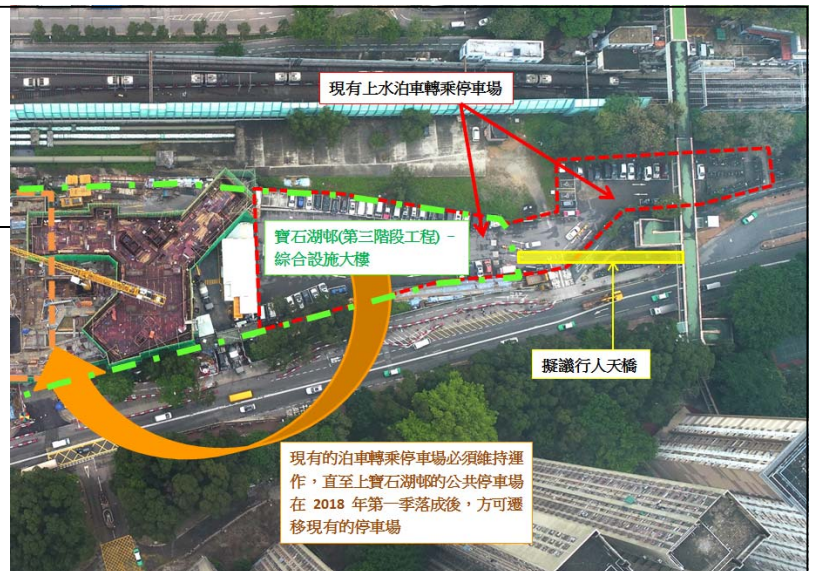 現有上水泊車轉乘停車場
寶石湖邨(第三階段工程) -
綜合設施大樓
擬議行人天橋
現有的泊車轉乘停車場必須維持運
作，直至上寶石湖邨的公共停車場
在 2018 年第一季落成後，方可遷
移現有的停車場